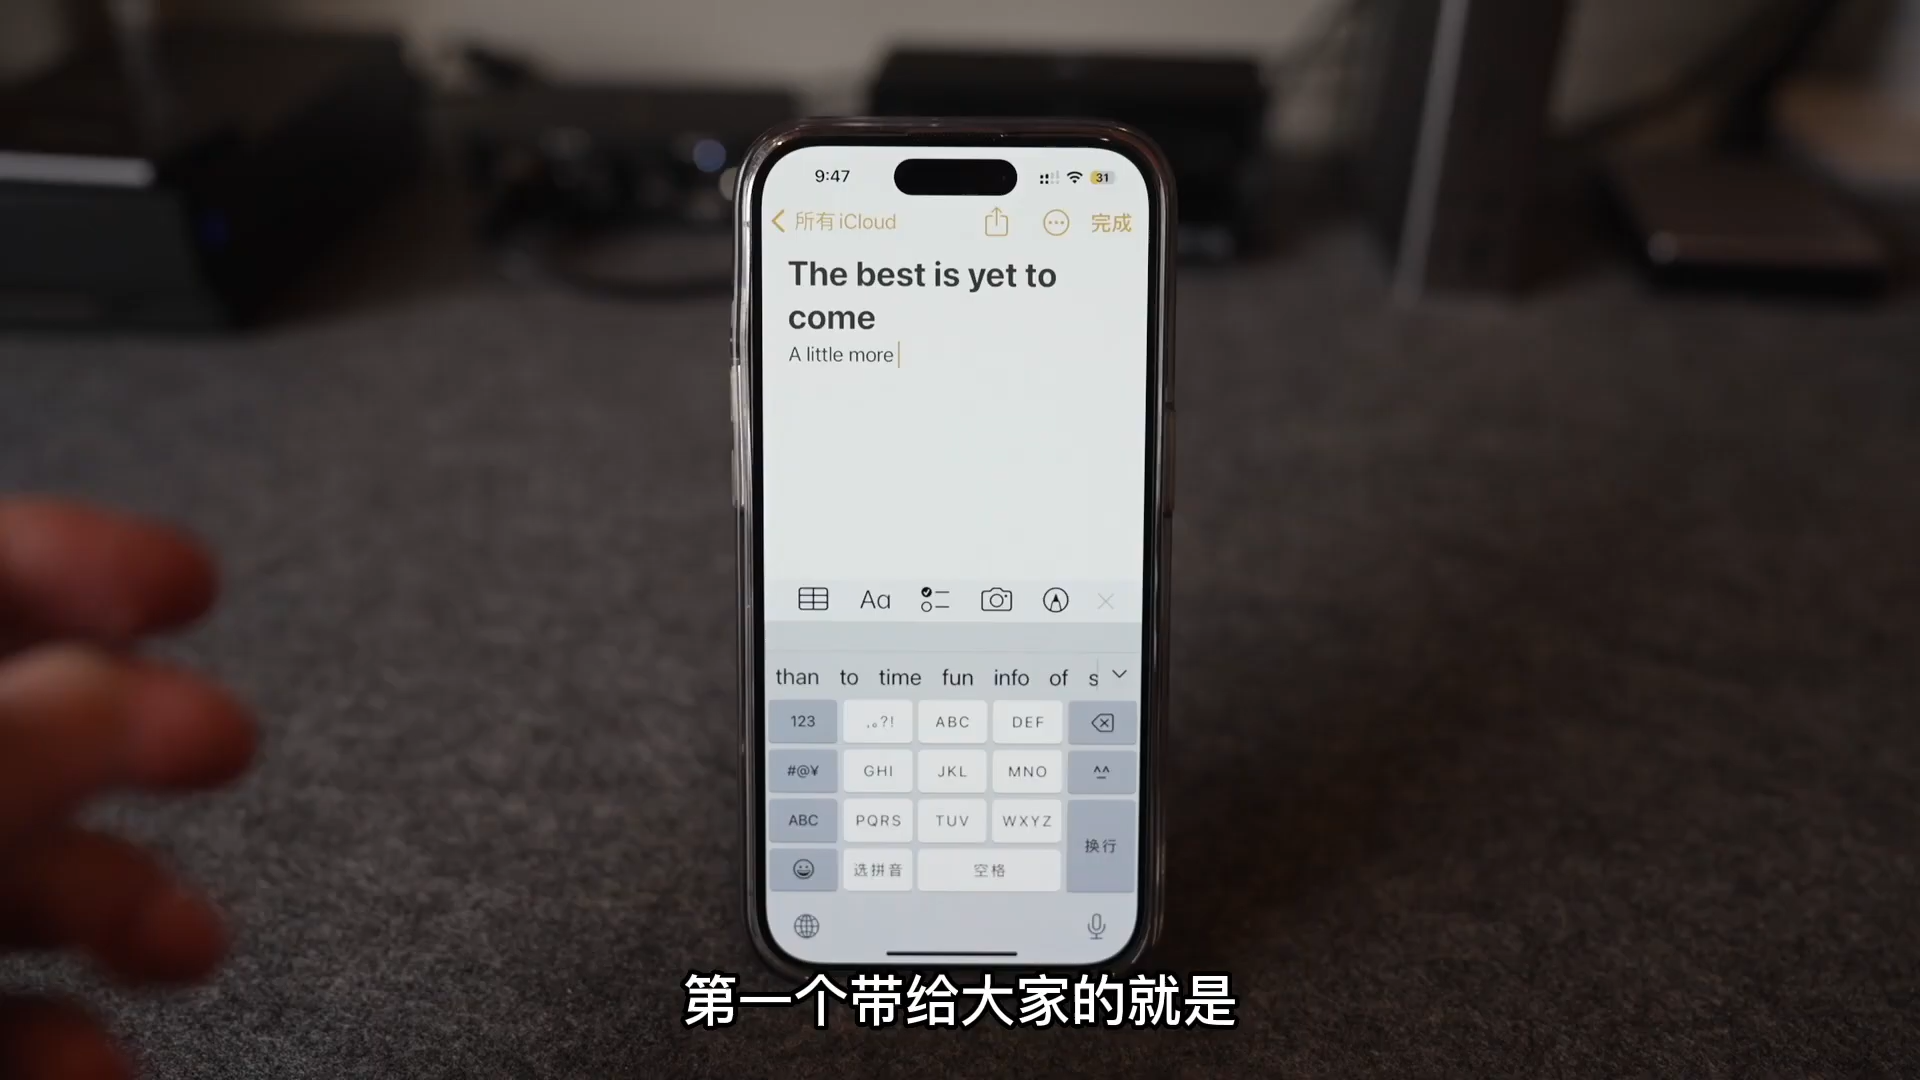 9:47
31
所有 iCloud
完成
The best is yet to
come
A little more
than to time fun info of s
123 .。?! ABC DEF
#@¥ GHI JKL MNO ^^
ABC PQRS TUV WXYZ
换行
选拼音 空格
第一个带给大家的就是